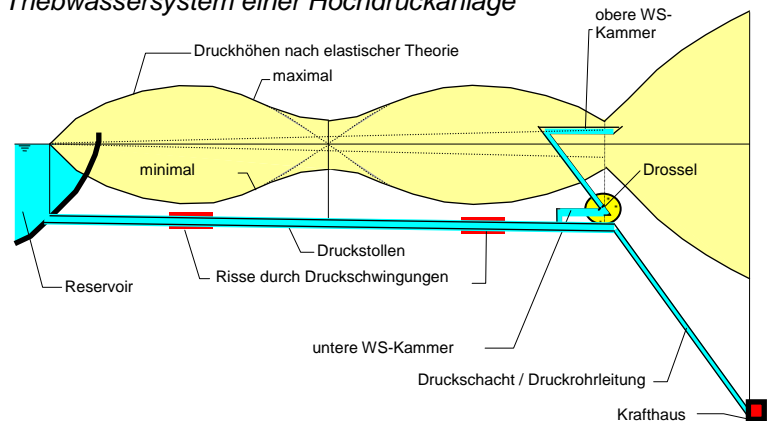 Triebwassersystem einer Hochdruckanlage
obere WS-
Kammer
Druckhöhen nach elastischer Theorie
maximal
minimal
Drossel
Druckstollen
Risse durch Druckschwingungen
Reservoir
untere WS-Kammer
Druckschacht / Druckrohrleitung
Krafthaus